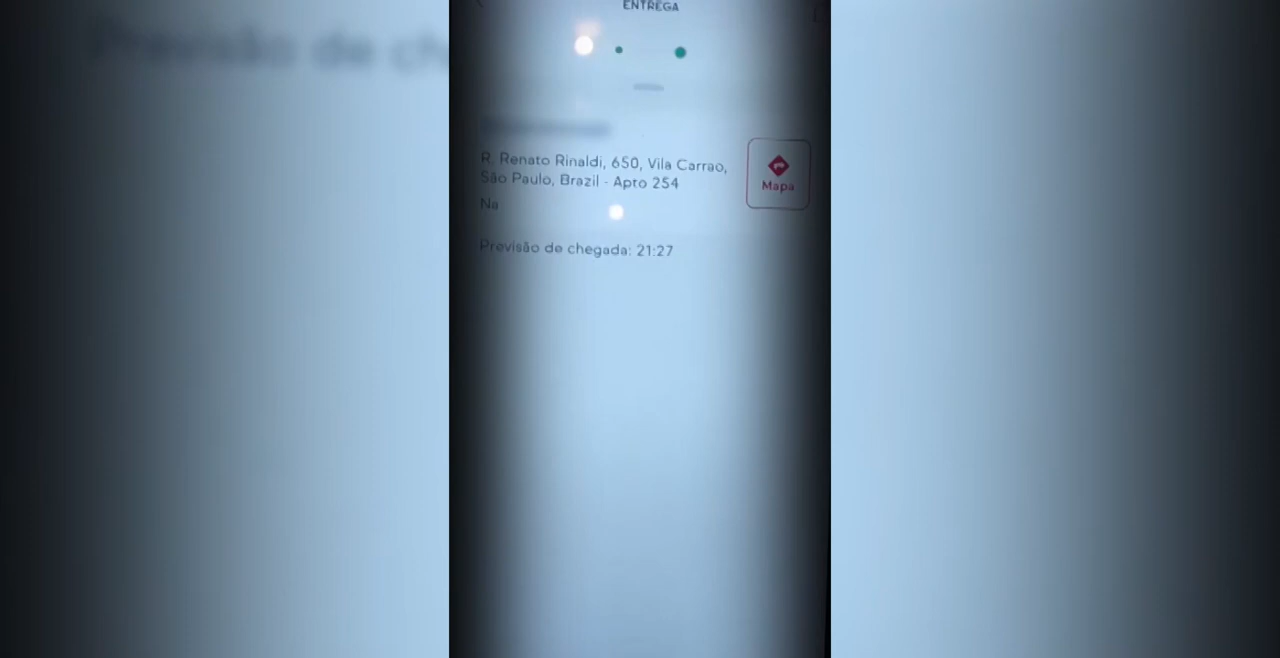 ENTREGA
R. Renato Rinaldi, 650, Vila Carrao,
São Paulo, Brazil - Apto 254
Mapa
Na
Previsão de chegada: 21:27